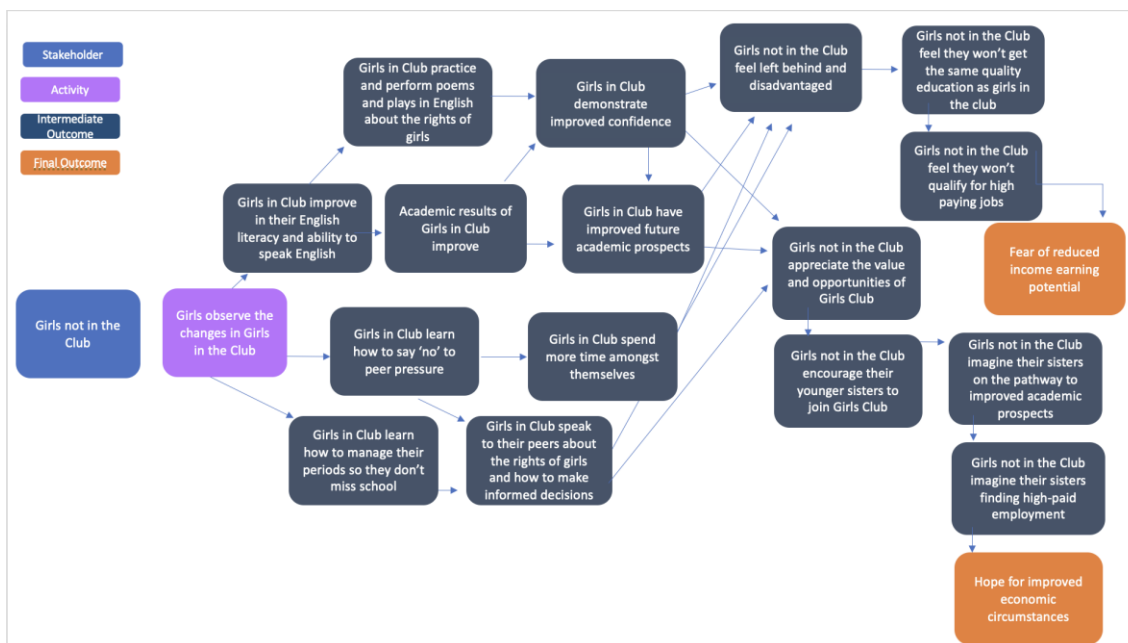 Stakeholder
Activity
Intermediate
Outcome
Final Outcome
Girls not in the
Club
Girls observe the
changes in Girls
in the Club
Girls in Club improve
in their English
literacy and ability to
speak English
Girls in Club practice
and perform poems
and plays in English
about the rights of
girls
Academic results of
Girls in Club improve
Girls in Club
demonstrate
improved confidence
Girls in Club have
improved future
academic prospects
Girls in Club learn
how to say ‘no’ to
peer pressure
Girls in Club spend
more time amongst
themselves
Girls in Club learn
how to manage their
periods so they don’t
miss school
Girls in Club speak
to their peers about
the rights of girls
and how to make
informed decisions
Girls not in the Club
feel left behind and
disadvantaged
Girls not in the Club
feel they won’t get
the same quality
education as girls in
the club
Girls not in the Club
feel they won’t
qualify for high
paying jobs
Fear of reduced
income earning
potential
Girls not in the Club
appreciate the value
and opportunities of
Girls Club
Girls not in the Club
encourage their
younger sisters to
join Girls Club
Girls not in the Club
imagine their sisters
on the pathway to
improved academic
prospects
Girls not in the Club
imagine their sisters
finding high-paid
employment
Hope for improved
economic
circumstances